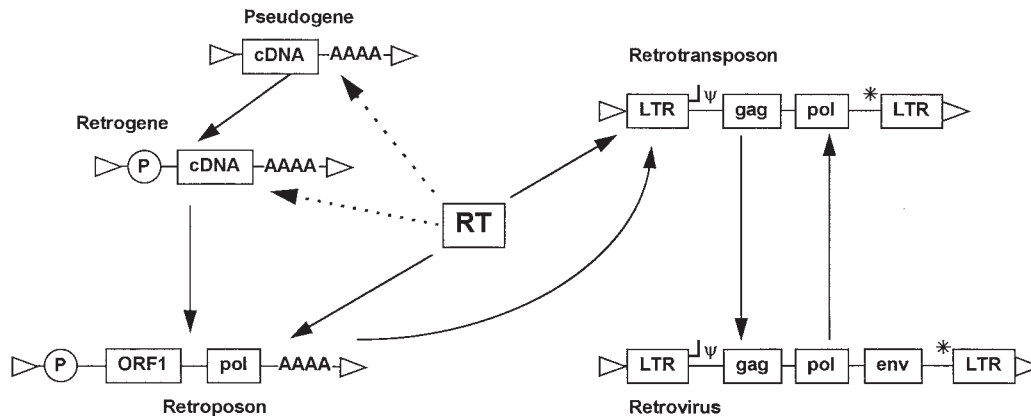 Pseudogene
cDNA AAAA
Retrogene
P cDNA AAAA
RT
P ORF1 pol AAAA
Retroposon
Retrotransposon
LTR ψ gag pol * LTR
LTR ψ gag pol env * LTR
Retrovirus